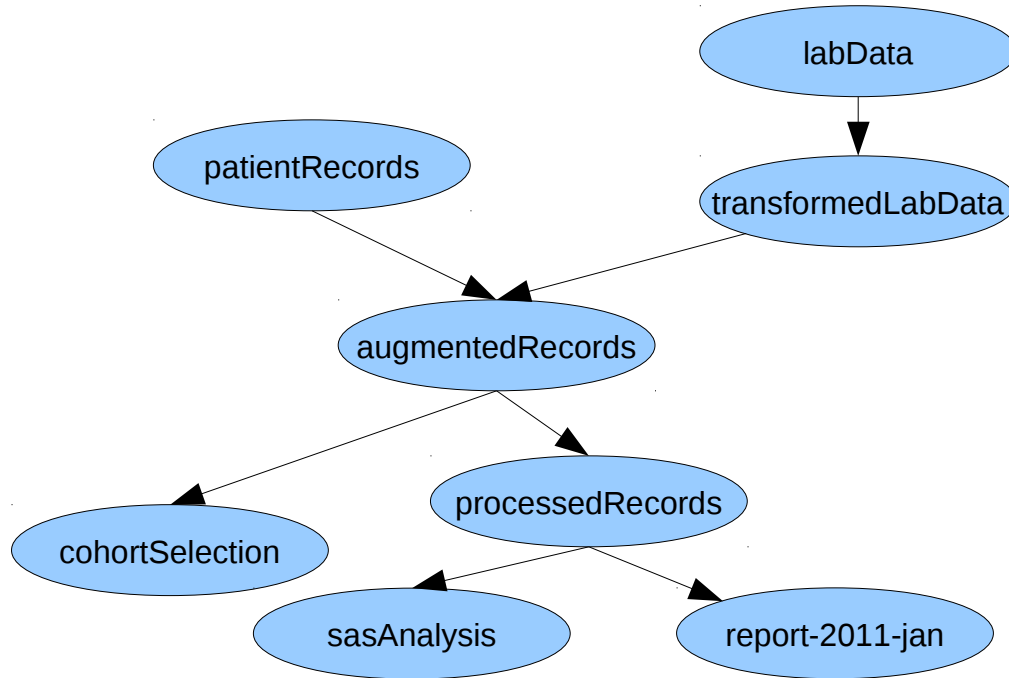 labData
patientRecords
transformedLabData
augmentedRecords
processedRecords
cohortSelection
sasAnalysis
report-2011-jan